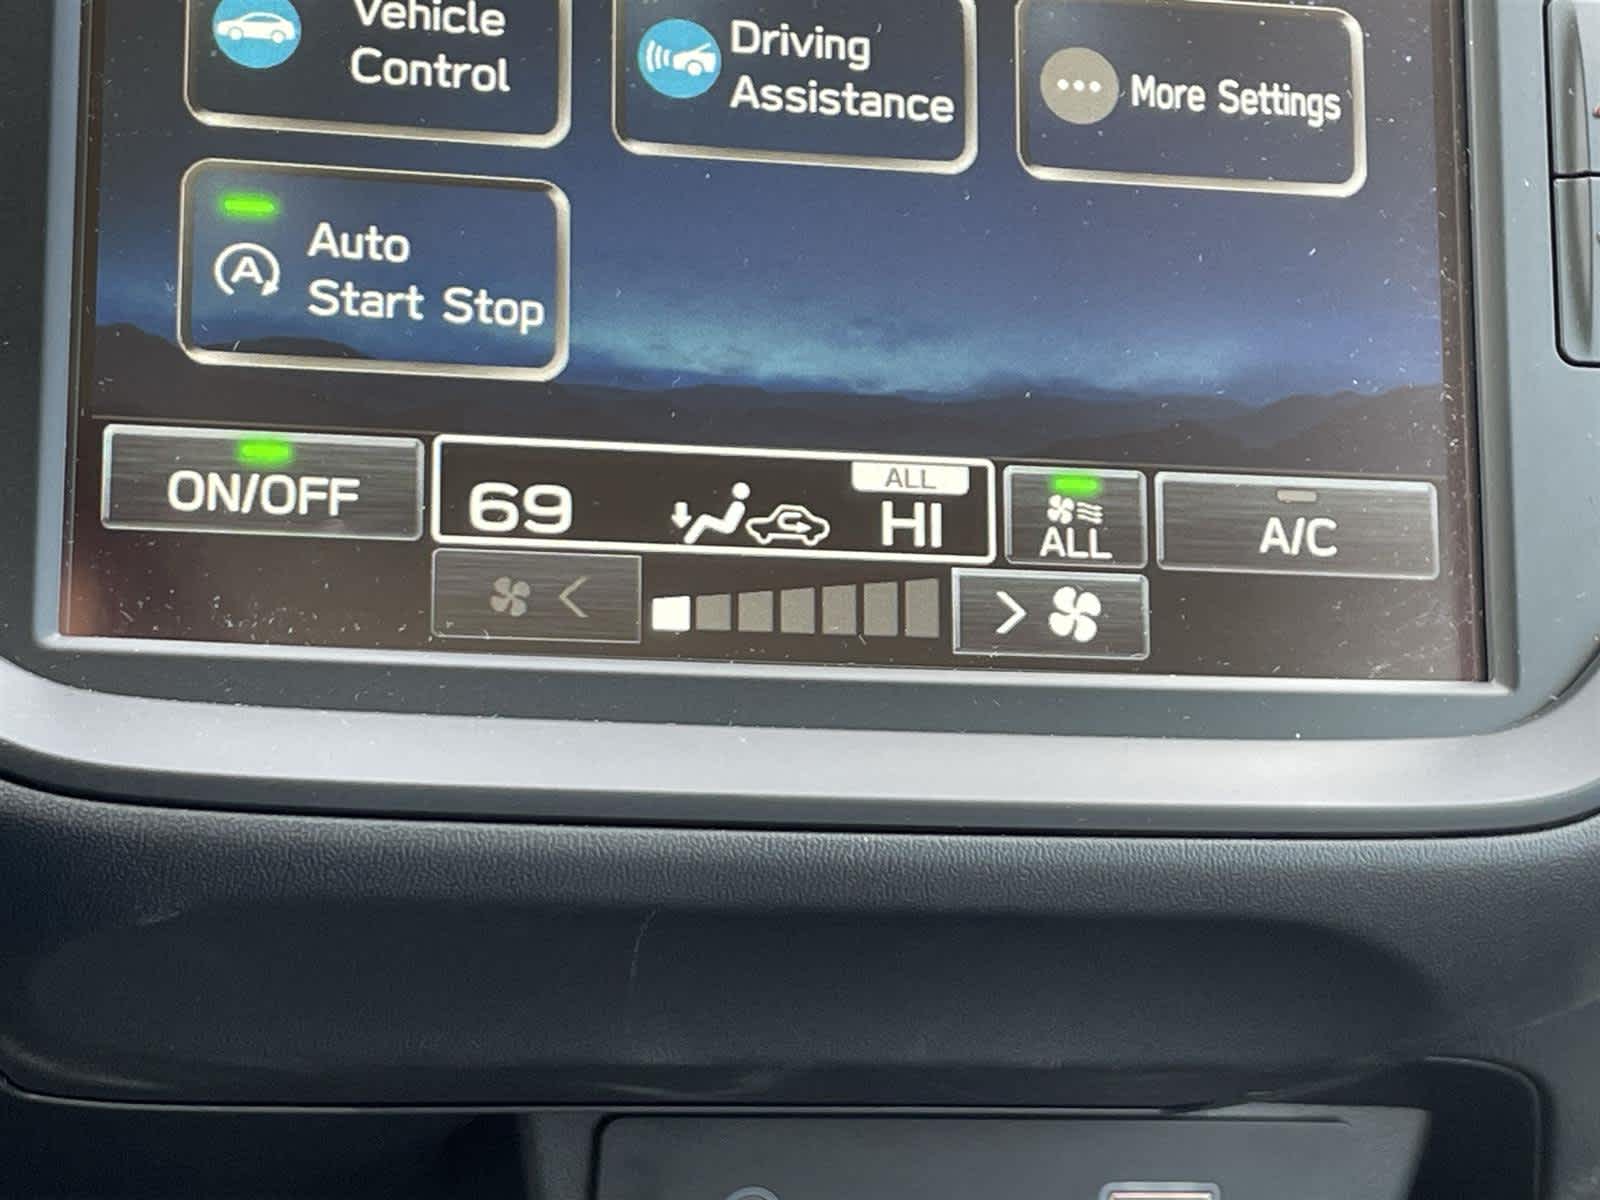 Vehicle
Control
Driving
Assistance
More Settings
A
Auto
Start Stop
ON/OFF
69
ALL
HI
ALL
A/C